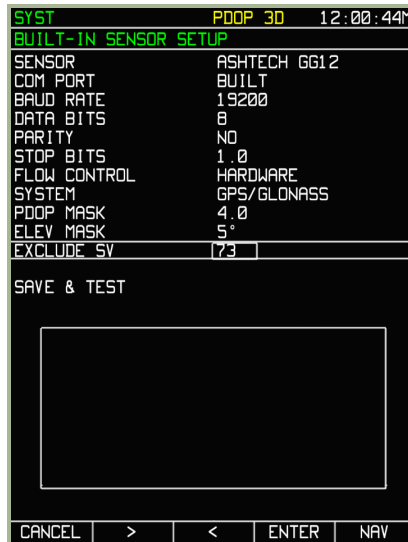 SYST PDOP 3D 12:00:44M
BUILT-IN SENSOR SETUP
SENSOR ASHTECH GG12
COM PORT BUILT
BAUD RATE 19200
DATA BITS 8
PARITY NO
STOP BITS 1.0
FLOW CONTROL HARDWARE
SYSTEM GPS/GLONASS
PDOP MASK 4.0
ELEV MASK 5°
EXCLUDE SV 73
SAVE & TEST
CANCEL > < ENTER NAV